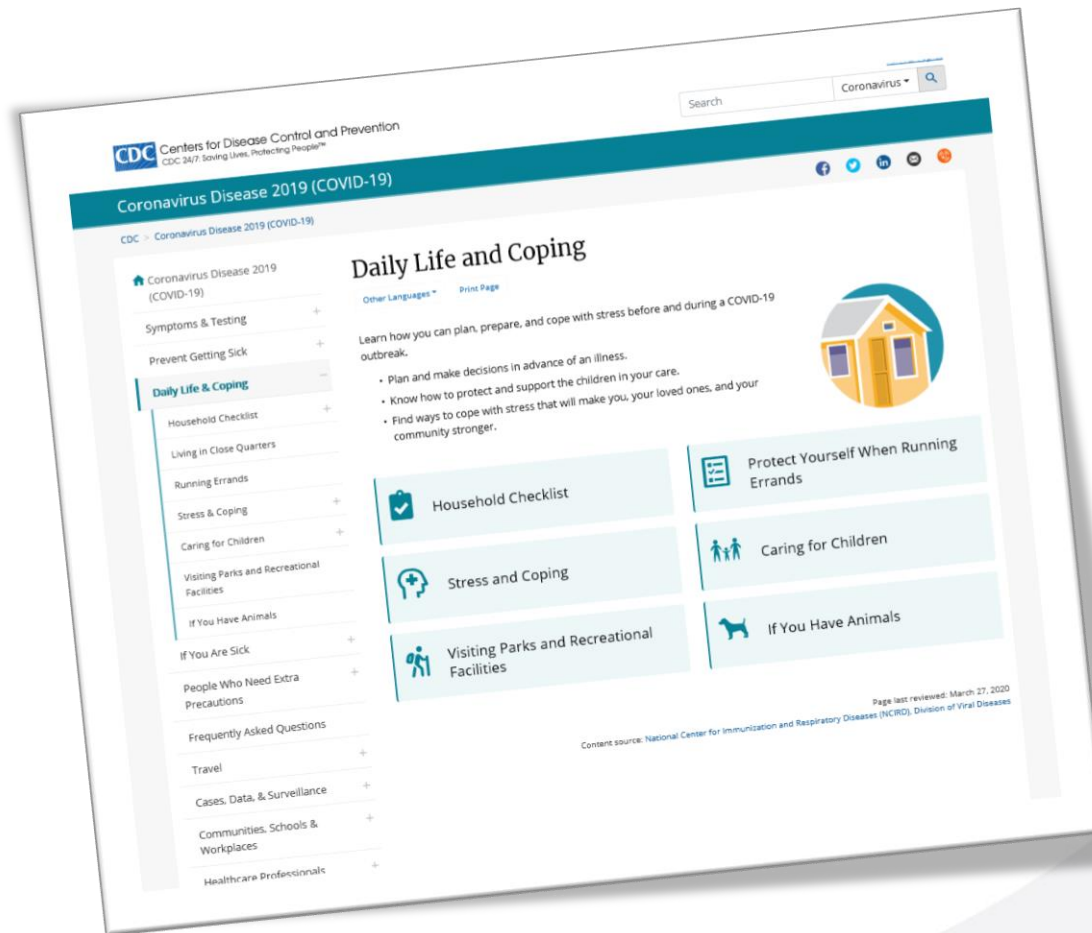 CDC
Centers for Disease Control and Prevention
CDC 24/7: Saving Lives, Protecting People™
Search
Coronavirus
Coronavirus Disease 2019 (COVID-19)
CDC > Coronavirus Disease 2019 (COVID-19)
Coronavirus Disease 2019
(COVID-19)
Symptoms & Testing +
Prevent Getting Sick +
Daily Life & Coping –
Household Checklist +
Living in Close Quarters
Running Errands
Stress & Coping +
Caring for Children +
Visiting Parks and Recreational
Facilities
If You Have Animals
If You Are Sick +
People Who Need Extra +
Precautions
Frequently Asked Questions
Travel +
Cases, Data, & Surveillance +
Communities, Schools & +
Workplaces
Healthcare Professionals +
Daily Life and Coping
Other Languages
Print Page
Learn how you can plan, prepare, and cope with stress before and during a COVID-19
outbreak.
• Plan and make decisions in advance of an illness.
• Know how to protect and support the children in your care.
• Find ways to cope with stress that will make you, your loved ones, and your
community stronger.
Household Checklist
Protect Yourself When Running
Errands
Stress and Coping
Caring for Children
Visiting Parks and Recreational
Facilities
If You Have Animals
Page last reviewed: March 27, 2020
Content source: National Center for Immunization and Respiratory Diseases (NCIRD), Division of Viral Diseases